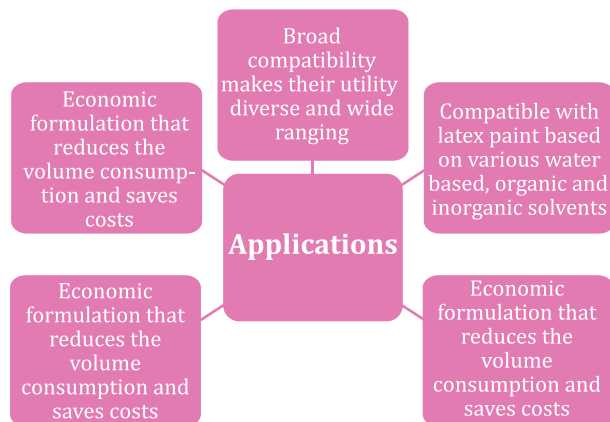 Broad
compatibility
makes their utility
diverse and wide
ranging
Economic
formulation that
reduces the
volume consump-
tion and saves
costs
Compatible with
latex paint based
on various water
based, organic and
inorganic solvents
Applications
Economic
formulation that
reduces the
volume
consumption and
saves costs
Economic
formulation that
reduces the
volume
consumption and
saves costs